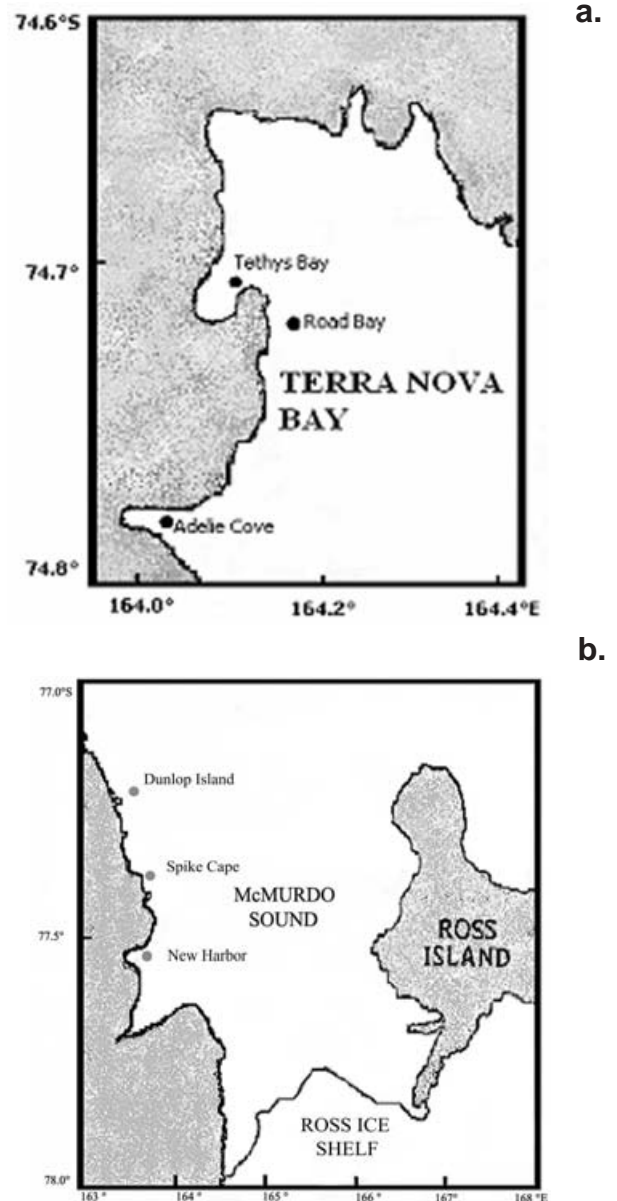 a.
74.6°S
Tethys Bay
74.7°
Road Bay
TERRA NOVA
BAY
Adelie Cove
74.8°
164.0° 164.2° 164.4°E
b.
77.0°S
Dunlop Island
Spike Cape
McMURDO
SOUND
ROSS
ISLAND
77.5°
New Harbor
ROSS ICE
SHELF
78.0°
163° 164° 165° 166° 167° 168°E